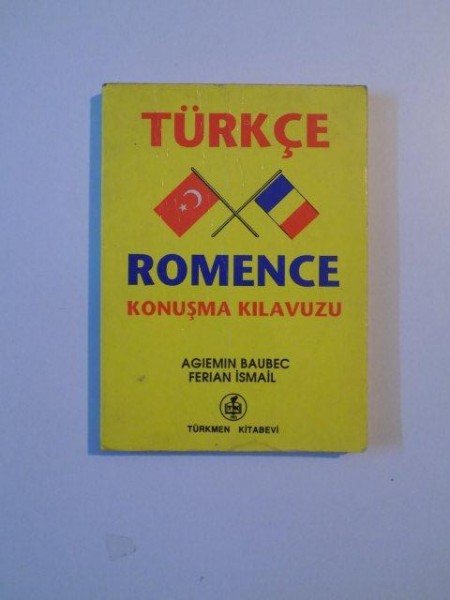 TÜRKÇE
ROMENCE
KONUŞMA KILAVUZU
AGIEMIN BAUBEC
FERIAN İSMAİL
TÜRKMEN KİTABEVİ